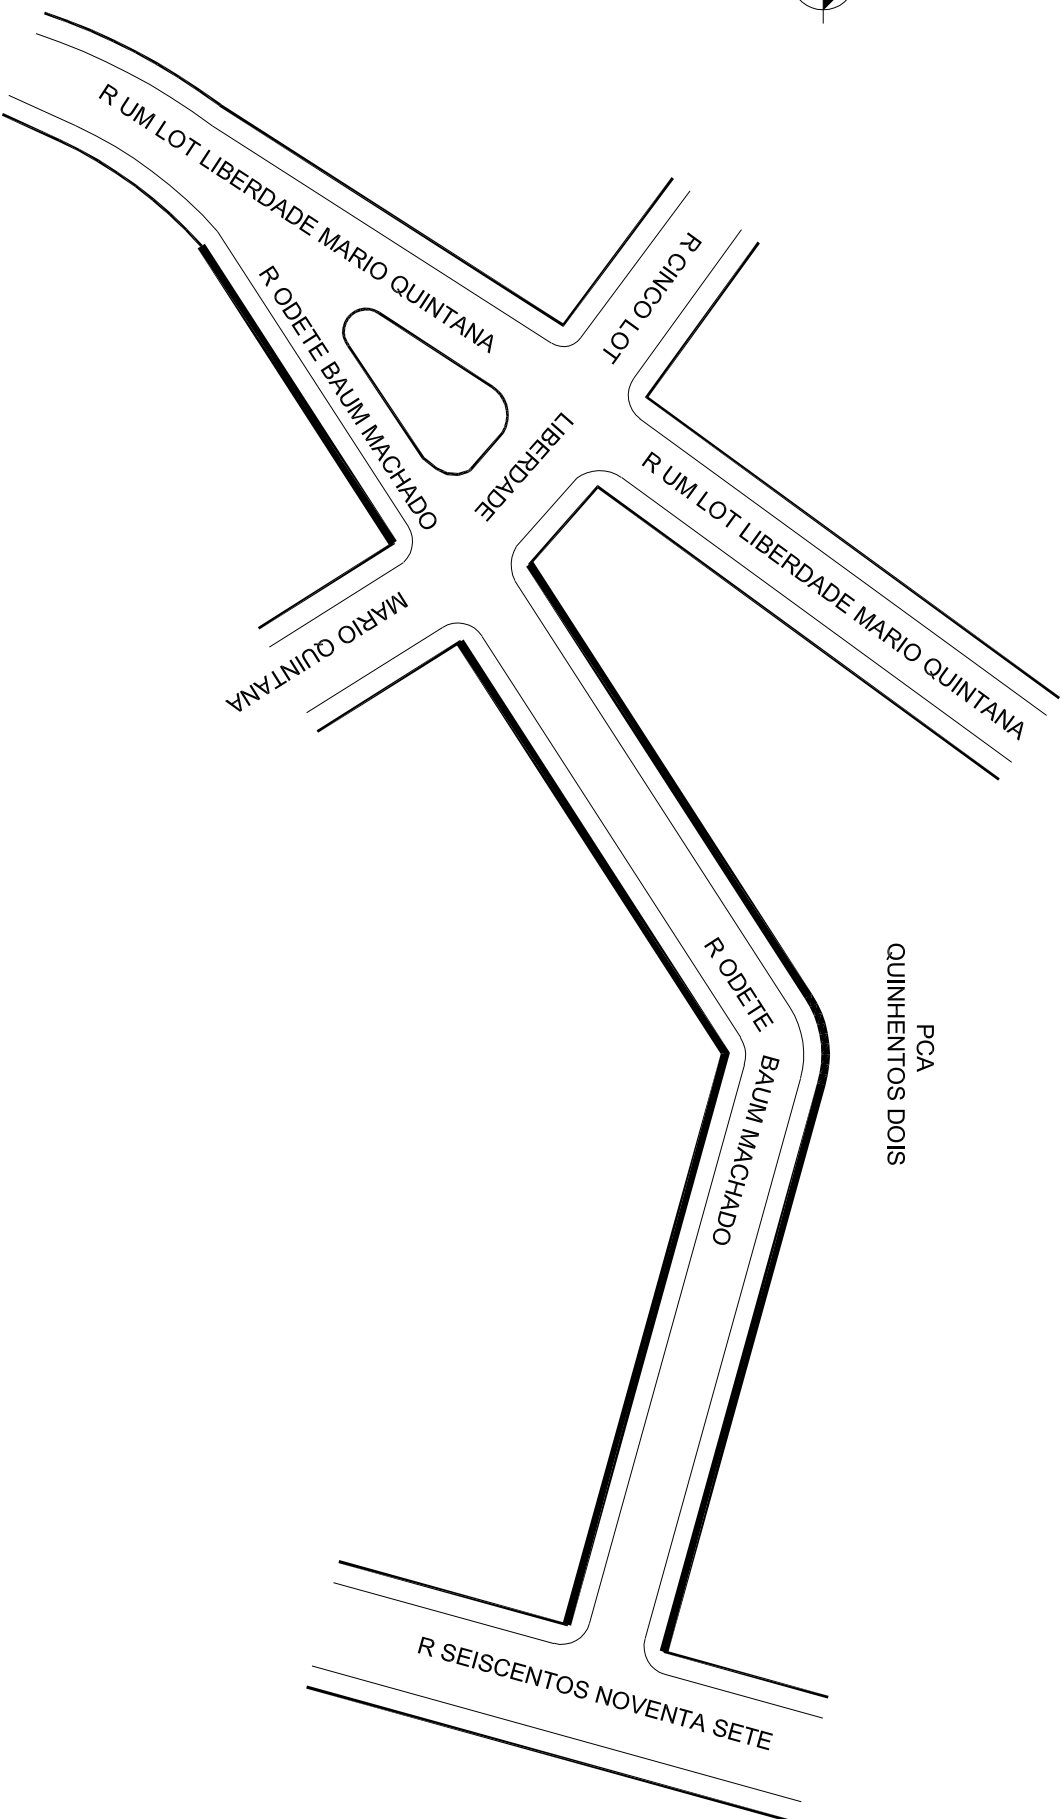 R UM LOT LIBERDADE MARIO QUINTANA
R CINCO LOT
LIBERDADE
MARIO QUINTANA
R ODETE BAUM MACHADO
R UM LOT LIBERDADE MARIO QUINTANA
R ODETE
BAUM MACHADO
PCA
QUINHENTOS DOIS
R SEISCENTOS NOVENTA SETE